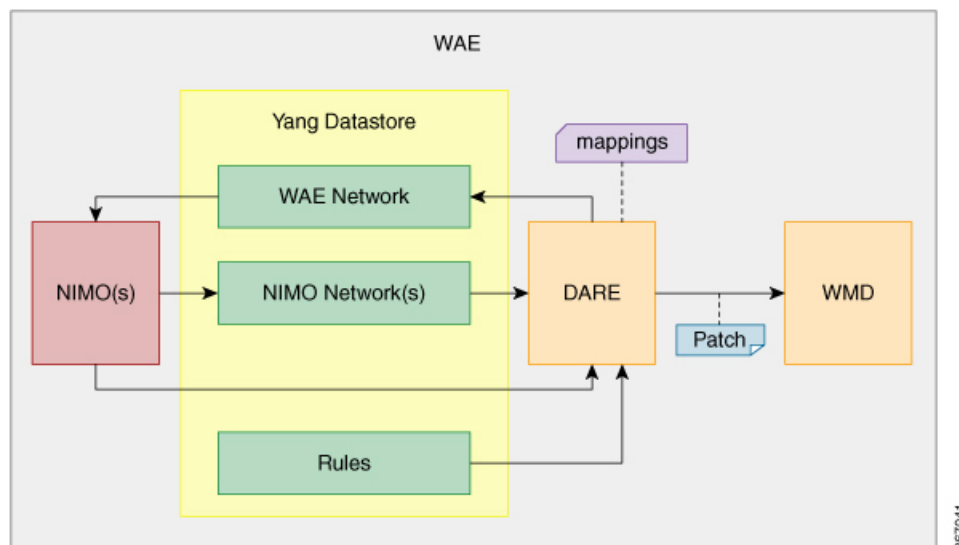 WAE
Yang Datastore
mappings
WAE Network
NIMO(s)
NIMO Network(s)
DARE
WMD
Patch
Rules